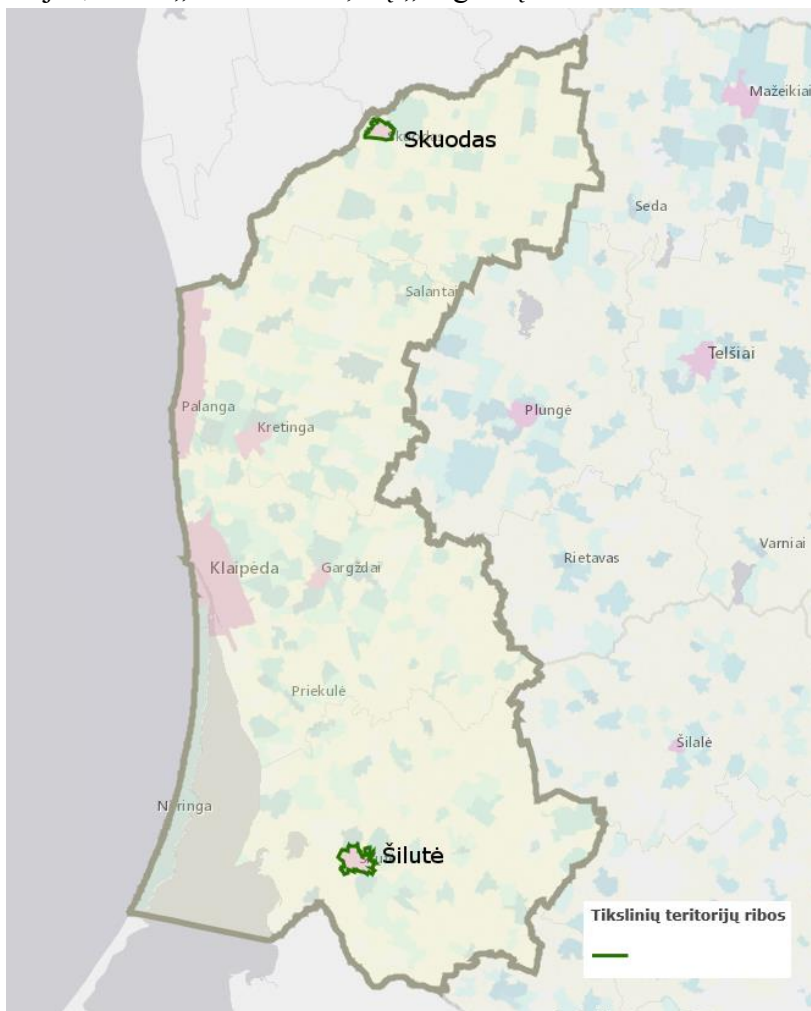 Mažeikiai
Skuodas
Seda
Salantai
Telšiai
Palanga
Plungė
Kretinga
Klaipėda
Gargždai
Rietavas
Varniai
Priekulė
Šilalė
Neringa
Šilutė
Tikslinių teritorijų ribos